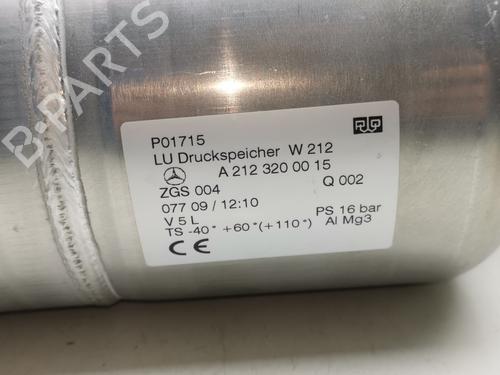 B-PARTS
P01715
LU Druckspeicher W 212
A 212 320 00 15
ZGS 004 Q 002
077 09 / 12:10
V 5 L PS 16 bar
TS -40° +60°(+110°) Al Mg3
CE